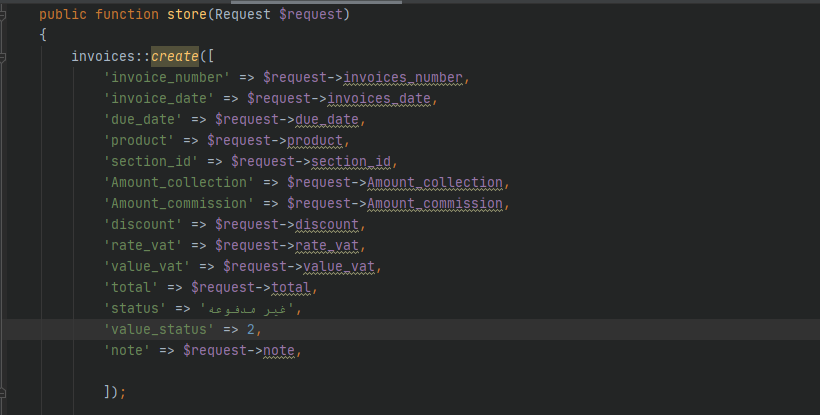 public function store(Request $request)
{
invoices::create([
'invoice_number' => $request->invoices_number,
'invoice_date' => $request->invoices_date,
'due_date' => $request->due_date,
'product' => $request->product,
'section_id' => $request->section_id,
'Amount_collection' => $request->Amount_collection,
'Amount_commission' => $request->Amount_commission,
'discount' => $request->discount,
'rate_vat' => $request->rate_vat,
'value_vat' => $request->value_vat,
'total' => $request->total,
'status' => 'غير مدفوعه',
'value_status' => 2,
'note' => $request->note,
]);